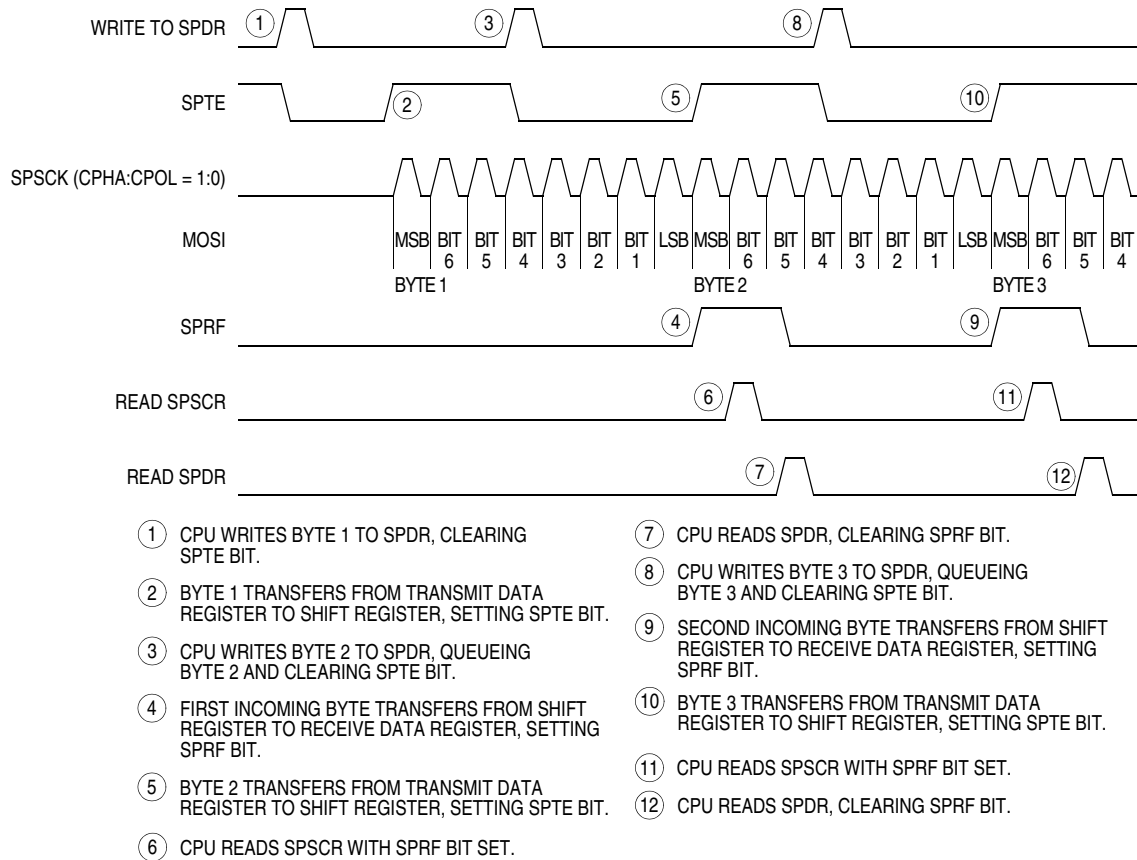 WRITE TO SPDR
1
3
8
SPTE
2
5
10
SPSCK (CPHA:CPOL = 1:0)
MOSI
MSB BIT BIT BIT BIT BIT BIT LSB MSB BIT BIT BIT BIT BIT BIT LSB MSB BIT BIT BIT
6 5 4 3 2 1 6 5 4 3 2 1 6 5 4
BYTE 1 BYTE 2 BYTE 3
SPRF
4
9
READ SPSCR
6
11
READ SPDR
7
12
1 CPU WRITES BYTE 1 TO SPDR, CLEARING
SPTE BIT.
2 BYTE 1 TRANSFERS FROM TRANSMIT DATA
REGISTER TO SHIFT REGISTER, SETTING SPTE BIT.
3 CPU WRITES BYTE 2 TO SPDR, QUEUEING
BYTE 2 AND CLEARING SPTE BIT.
4 FIRST INCOMING BYTE TRANSFERS FROM SHIFT
REGISTER TO RECEIVE DATA REGISTER, SETTING
SPRF BIT.
5 BYTE 2 TRANSFERS FROM TRANSMIT DATA
REGISTER TO SHIFT REGISTER, SETTING SPTE BIT.
6 CPU READS SPSCR WITH SPRF BIT SET.
7 CPU READS SPDR, CLEARING SPRF BIT.
8 CPU WRITES BYTE 3 TO SPDR, QUEUEING
BYTE 3 AND CLEARING SPTE BIT.
9 SECOND INCOMING BYTE TRANSFERS FROM SHIFT
REGISTER TO RECEIVE DATA REGISTER, SETTING
SPRF BIT.
10 BYTE 3 TRANSFERS FROM TRANSMIT DATA
REGISTER TO SHIFT REGISTER, SETTING SPTE BIT.
11 CPU READS SPSCR WITH SPRF BIT SET.
12 CPU READS SPDR, CLEARING SPRF BIT.